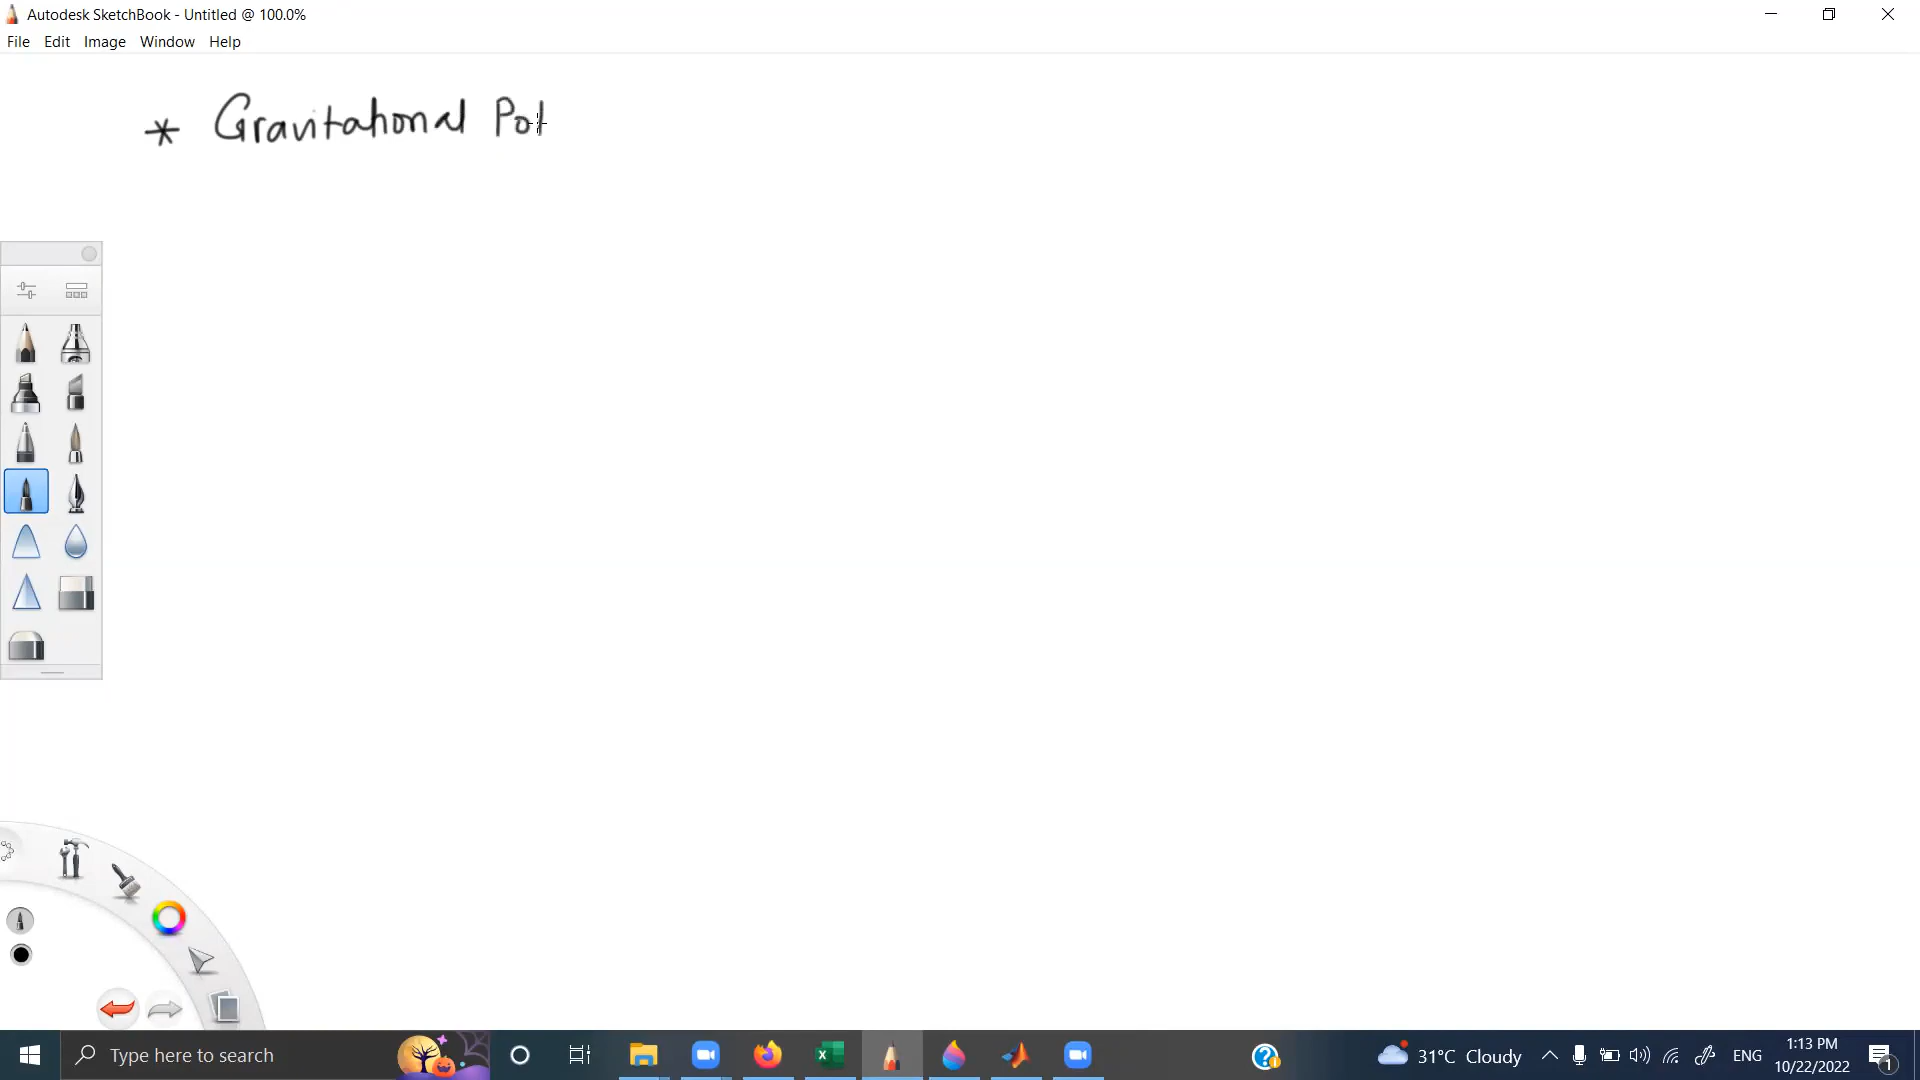 Autodesk SketchBook - Untitled @ 100.0%
File Edit Image Window Help
* Gravitational Pot
Type here to search
31°C Cloudy
ENG
1:13 PM
10/22/2022
1